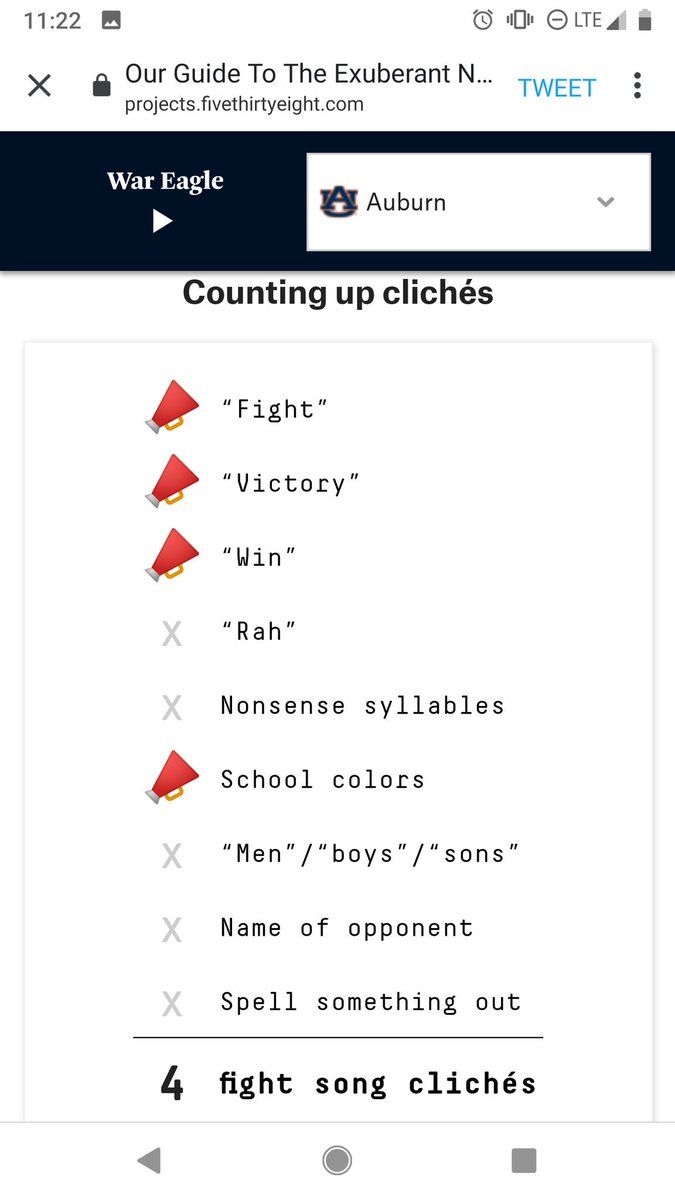 11:22 LTE
Our Guide To The Exuberant N... TWEET
projects.fivethirtyeight.com
War Eagle
AU Auburn
Counting up clichés
“Fight”
“Victory”
“Win”
X “Rah”
X Nonsense syllables
School colors
X “Men”/“boys”/“sons”
X Name of opponent
X Spell something out
4 fight song clichés